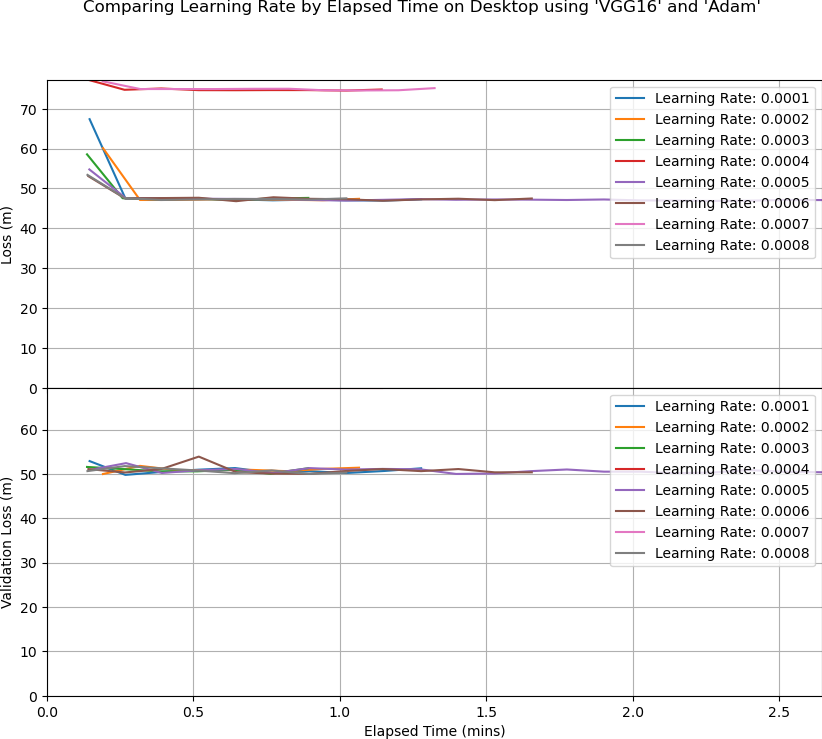 Comparing Learning Rate by Elapsed Time on Desktop using 'VGG16' and 'Adam'
70
60
50
40
30
20
10
0
Loss (m)
Learning Rate: 0.0001
Learning Rate: 0.0002
Learning Rate: 0.0003
Learning Rate: 0.0004
Learning Rate: 0.0005
Learning Rate: 0.0006
Learning Rate: 0.0007
Learning Rate: 0.0008
60
50
40
30
20
10
0
Validation Loss (m)
Learning Rate: 0.0001
Learning Rate: 0.0002
Learning Rate: 0.0003
Learning Rate: 0.0004
Learning Rate: 0.0005
Learning Rate: 0.0006
Learning Rate: 0.0007
Learning Rate: 0.0008
0.0 0.5 1.0 1.5 2.0 2.5
Elapsed Time (mins)